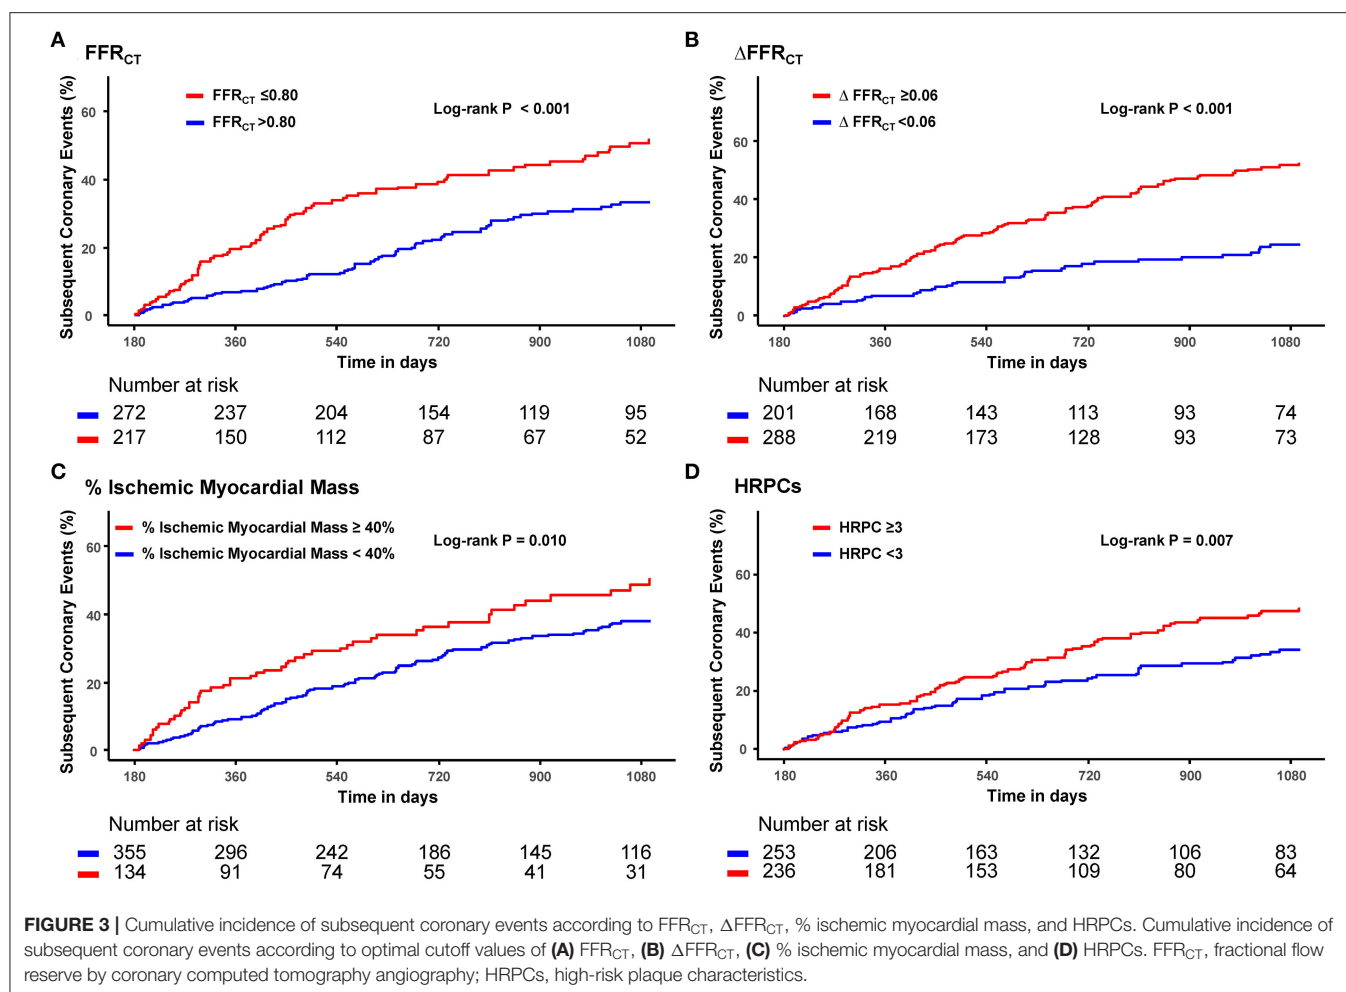 A
FFRCT
Subsequent Coronary Events (%)
60
40
20
0
FFRCT ≤0.80
FFRCT >0.80
Log-rank P < 0.001
180 360 540 720 900 1080
Time in days
Number at risk
272 237 204 154 119 95
217 150 112 87 67 52
B
ΔFFRCT
Subsequent Coronary Events (%)
60
40
20
0
Δ FFRCT ≥0.06
Δ FFRCT <0.06
Log-rank P < 0.001
180 360 540 720 900 1080
Time in days
Number at risk
201 168 143 113 93 74
288 219 173 128 93 73
C
% Ischemic Myocardial Mass
Subsequent Coronary Events (%)
60
40
20
0
% Ischemic Myocardial Mass ≥ 40%
% Ischemic Myocardial Mass < 40%
Log-rank P = 0.010
180 360 540 720 900 1080
Time in days
Number at risk
355 296 242 186 145 116
134 91 74 55 41 31
D
HRPCs
Subsequent Coronary Events (%)
60
40
20
0
HRPC ≥3
HRPC <3
Log-rank P = 0.007
180 360 540 720 900 1080
Time in days
Number at risk
253 206 163 132 106 83
236 181 153 109 80 64
FIGURE 3 | Cumulative incidence of subsequent coronary events according to FFRCT, ΔFFRCT, % ischemic myocardial mass, and HRPCs. Cumulative incidence of
subsequent coronary events according to optimal cutoff values of (A) FFRCT, (B) ΔFFRCT, (C) % ischemic myocardial mass, and (D) HRPCs. FFRCT, fractional flow
reserve by coronary computed tomography angiography; HRPCs, high-risk plaque characteristics.